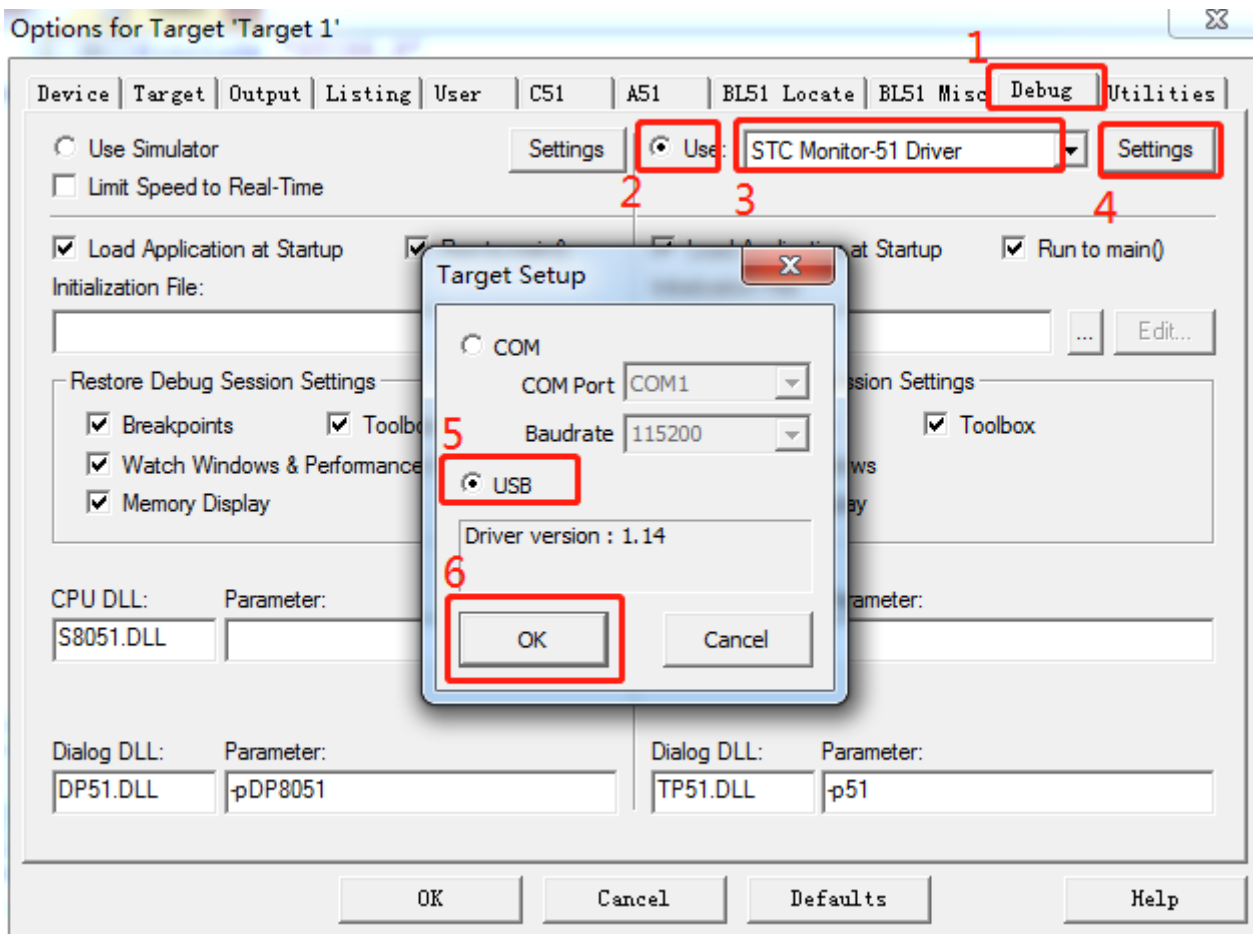 Options for Target 'Target 1'
1
Device Target Output Listing User C51 A51 BL51 Locate BL51 Misc Debug Utilities
Use Simulator Settings Use: STC Monitor-51 Driver Settings
Limit Speed to Real-Time
2 3 4
Load Application at Startup at Startup Run to main()
Target Setup
Initialization File:
COM
... Edit...
COM Port COM1
Restore Debug Session Settings Settings
Breakpoints Toolbox
5 Baudrate 115200
Watch Windows & Performance
USB
Memory Display
Driver version : 1.14
6
CPU DLL: Parameter:
S8051.DLL
OK Cancel
Dialog DLL: Parameter: Dialog DLL: Parameter:
DP51.DLL -pDP8051 TP51.DLL -p51
OK Cancel Defaults Help